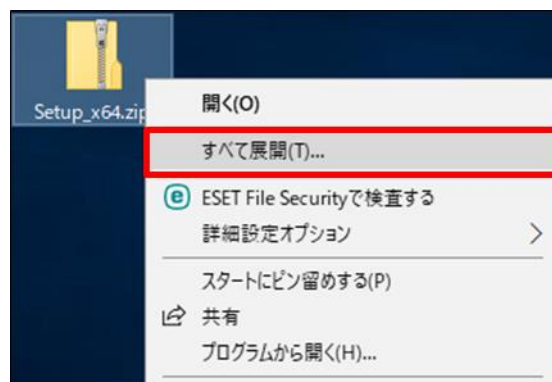 Setup_x64.zip
開く(O)
すべて展開(T)...
ESET File Securityで検査する
詳細設定オプション
スタートにピン留めする(P)
共有
プログラムから開く(H)...